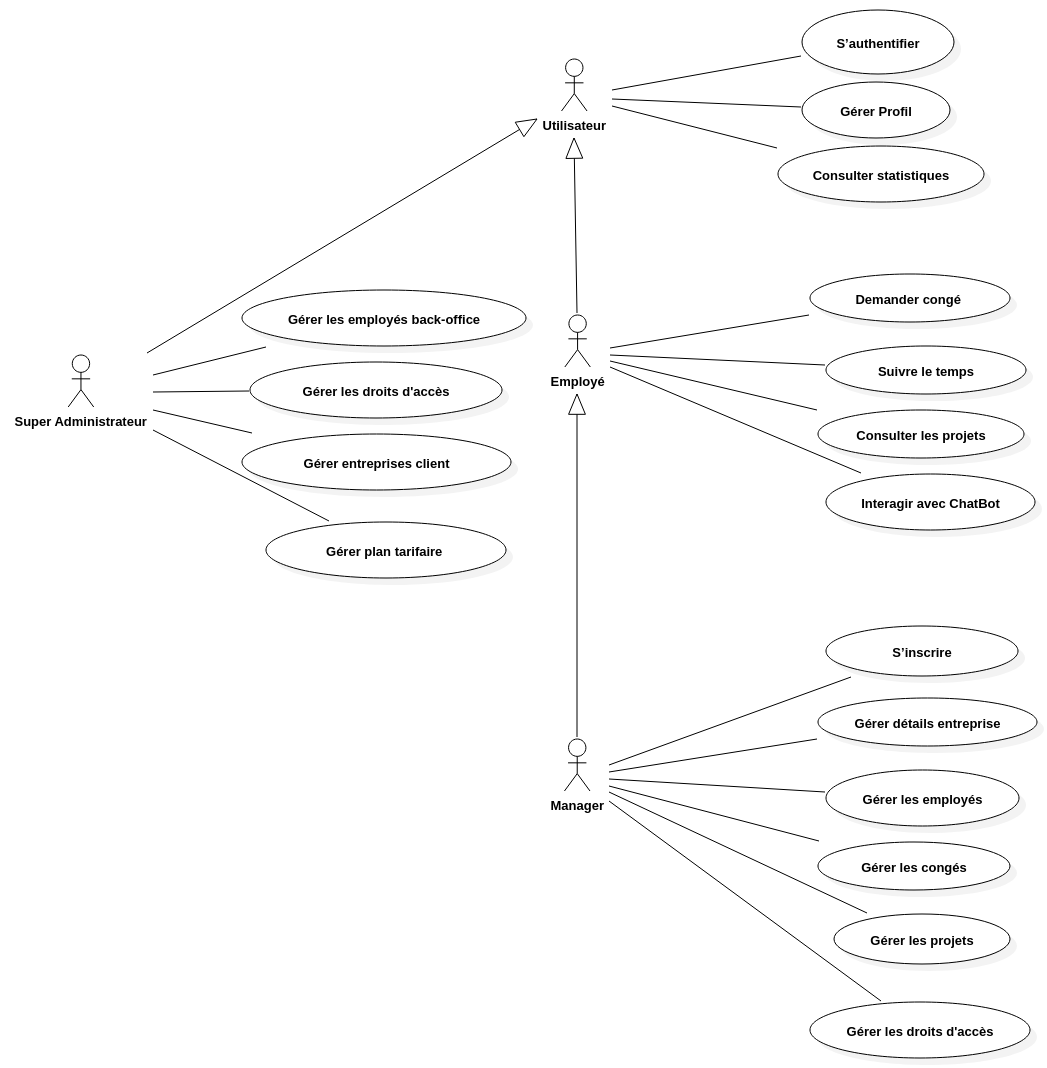 S'authentifier
Gérer Profil
Utilisateur
Consulter statistiques
Gérer les employés back-office
Gérer les droits d'accès
Super Administrateur
Gérer entreprises client
Gérer plan tarifaire
Demander congé
Suivre le temps
Employé
Consulter les projets
Interagir avec ChatBot
S'inscrire
Gérer détails entreprise
Gérer les employés
Manager
Gérer les congés
Gérer les projets
Gérer les droits d'accès